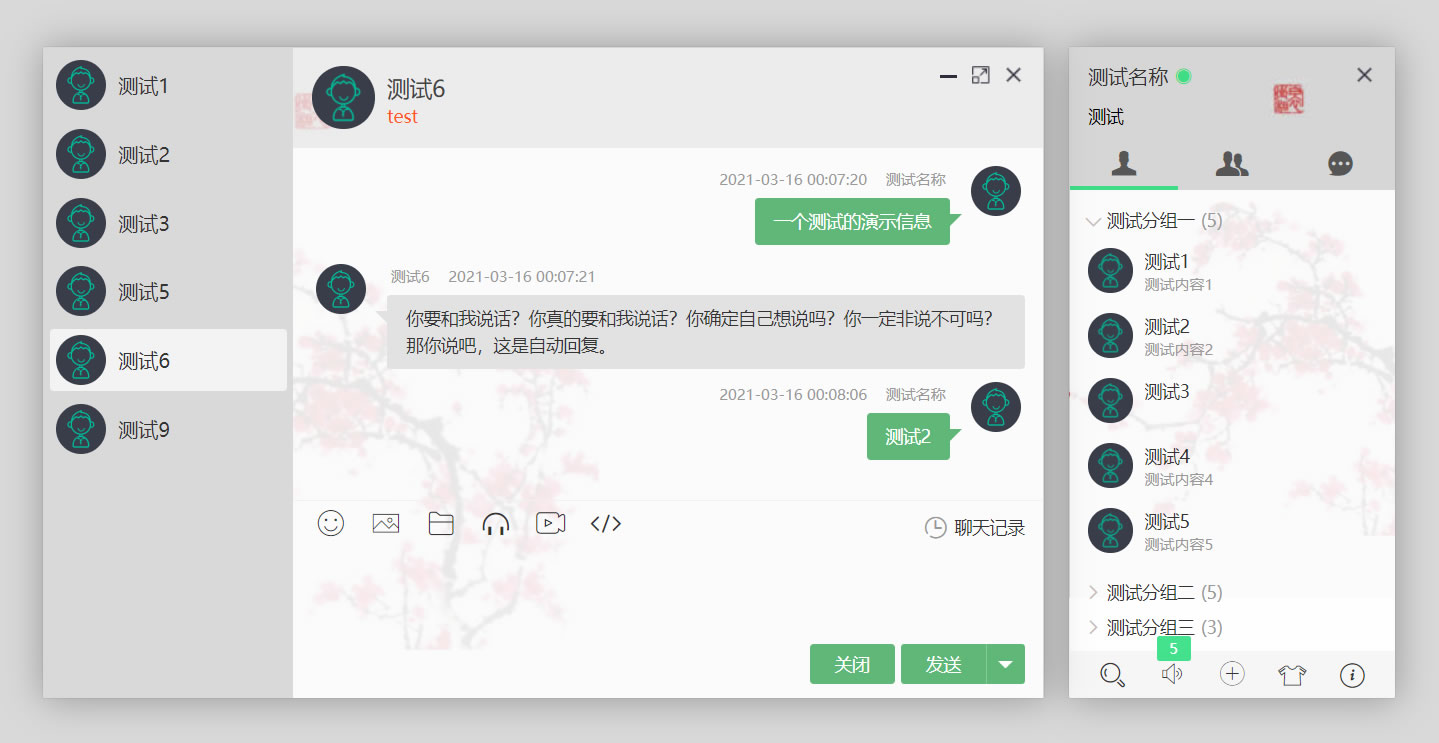 测试1
测试2
测试3
测试5
测试6
测试9
测试6
test
2021-03-16 00:07:20 测试名称
一个测试的演示信息
测试6 2021-03-16 00:07:21
你要和我说话？你真的要和我说话？你确定自己想说吗？你一定非说不可吗？
那你说吧，这是自动回复。
2021-03-16 00:08:06 测试名称
测试2
聊天记录
关闭 发送
测试名称
测试
测试分组一 (5)
测试1
测试内容1
测试2
测试内容2
测试3
测试4
测试内容4
测试5
测试内容5
测试分组二 (5)
测试分组三 (3)
5